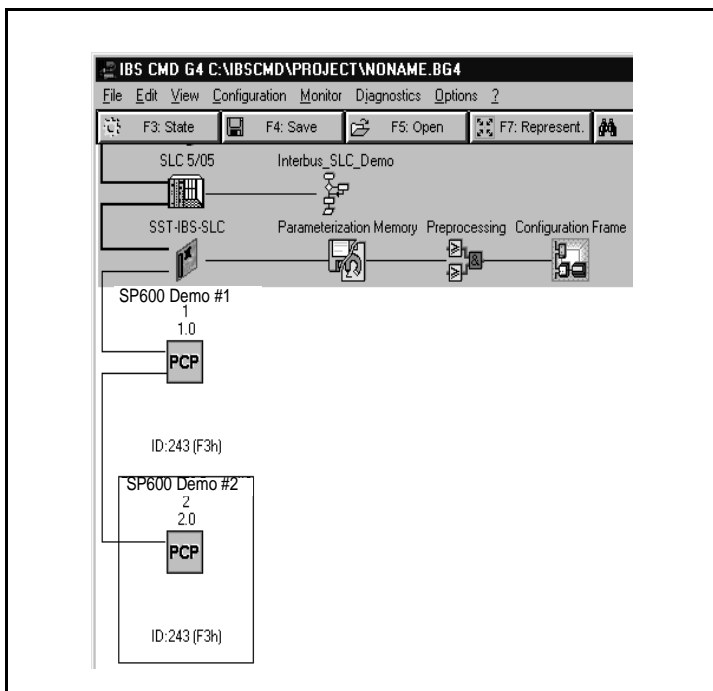 IBS CMD G4 C:\IBSCMD\PROJECT\NONAME.BG4
File Edit View Configuration Monitor Diagnostics Options ?
F3: State F4: Save F5: Open F7: Represent.
SLC 5/05 Interbus_SLC_Demo
SST-IBS-SLC Parameterization Memory Preprocessing Configuration Frame
≥ ≥ &
SP600 Demo #1
1
1.0
PCP
ID:243 (F3h)
SP600 Demo #2
2
2.0
PCP
ID:243 (F3h)